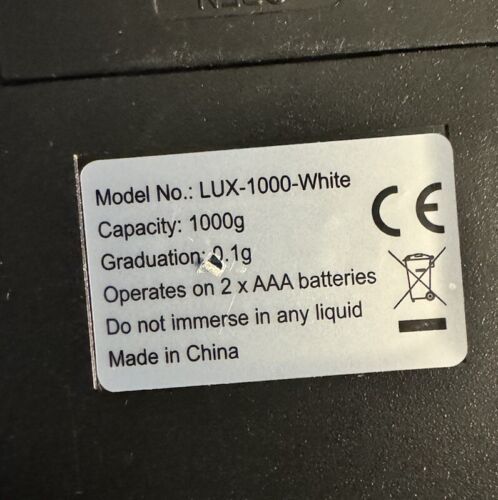 OPEN
Model No.: LUX-1000-White
Capacity: 1000g
Graduation: 0.1g
Operates on 2 x AAA batteries
Do not immerse in any liquid
Made in China
CE